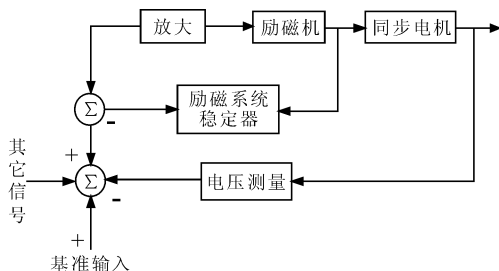 放大
励磁机
同步电机
励磁系统
稳定器
Σ
-
其它信号
+
Σ
电压测量
-
+
基准输入